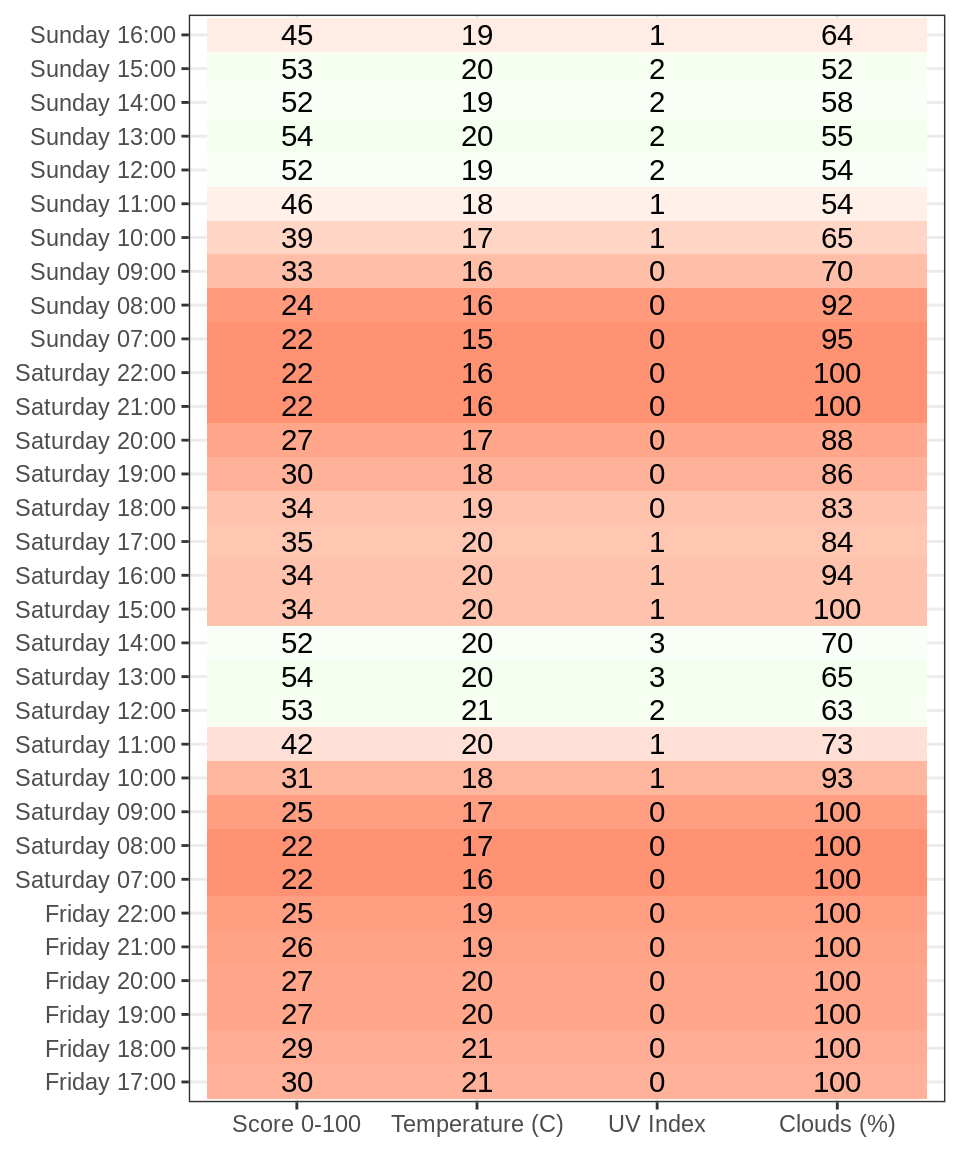 Sunday 16:00 45 19 1 64
Sunday 15:00 53 20 2 52
Sunday 14:00 52 19 2 58
Sunday 13:00 54 20 2 55
Sunday 12:00 52 19 2 54
Sunday 11:00 46 18 1 54
Sunday 10:00 39 17 1 65
Sunday 09:00 33 16 0 70
Sunday 08:00 24 16 0 92
Sunday 07:00 22 15 0 95
Saturday 22:00 22 16 0 100
Saturday 21:00 22 16 0 100
Saturday 20:00 27 17 0 88
Saturday 19:00 30 18 0 86
Saturday 18:00 34 19 0 83
Saturday 17:00 35 20 1 84
Saturday 16:00 34 20 1 94
Saturday 15:00 34 20 1 100
Saturday 14:00 52 20 3 70
Saturday 13:00 54 20 3 65
Saturday 12:00 53 21 2 63
Saturday 11:00 42 20 1 73
Saturday 10:00 31 18 1 93
Saturday 09:00 25 17 0 100
Saturday 08:00 22 17 0 100
Saturday 07:00 22 16 0 100
Friday 22:00 25 19 0 100
Friday 21:00 26 19 0 100
Friday 20:00 27 20 0 100
Friday 19:00 27 20 0 100
Friday 18:00 29 21 0 100
Friday 17:00 30 21 0 100
Score 0-100 Temperature (C) UV Index Clouds (%)